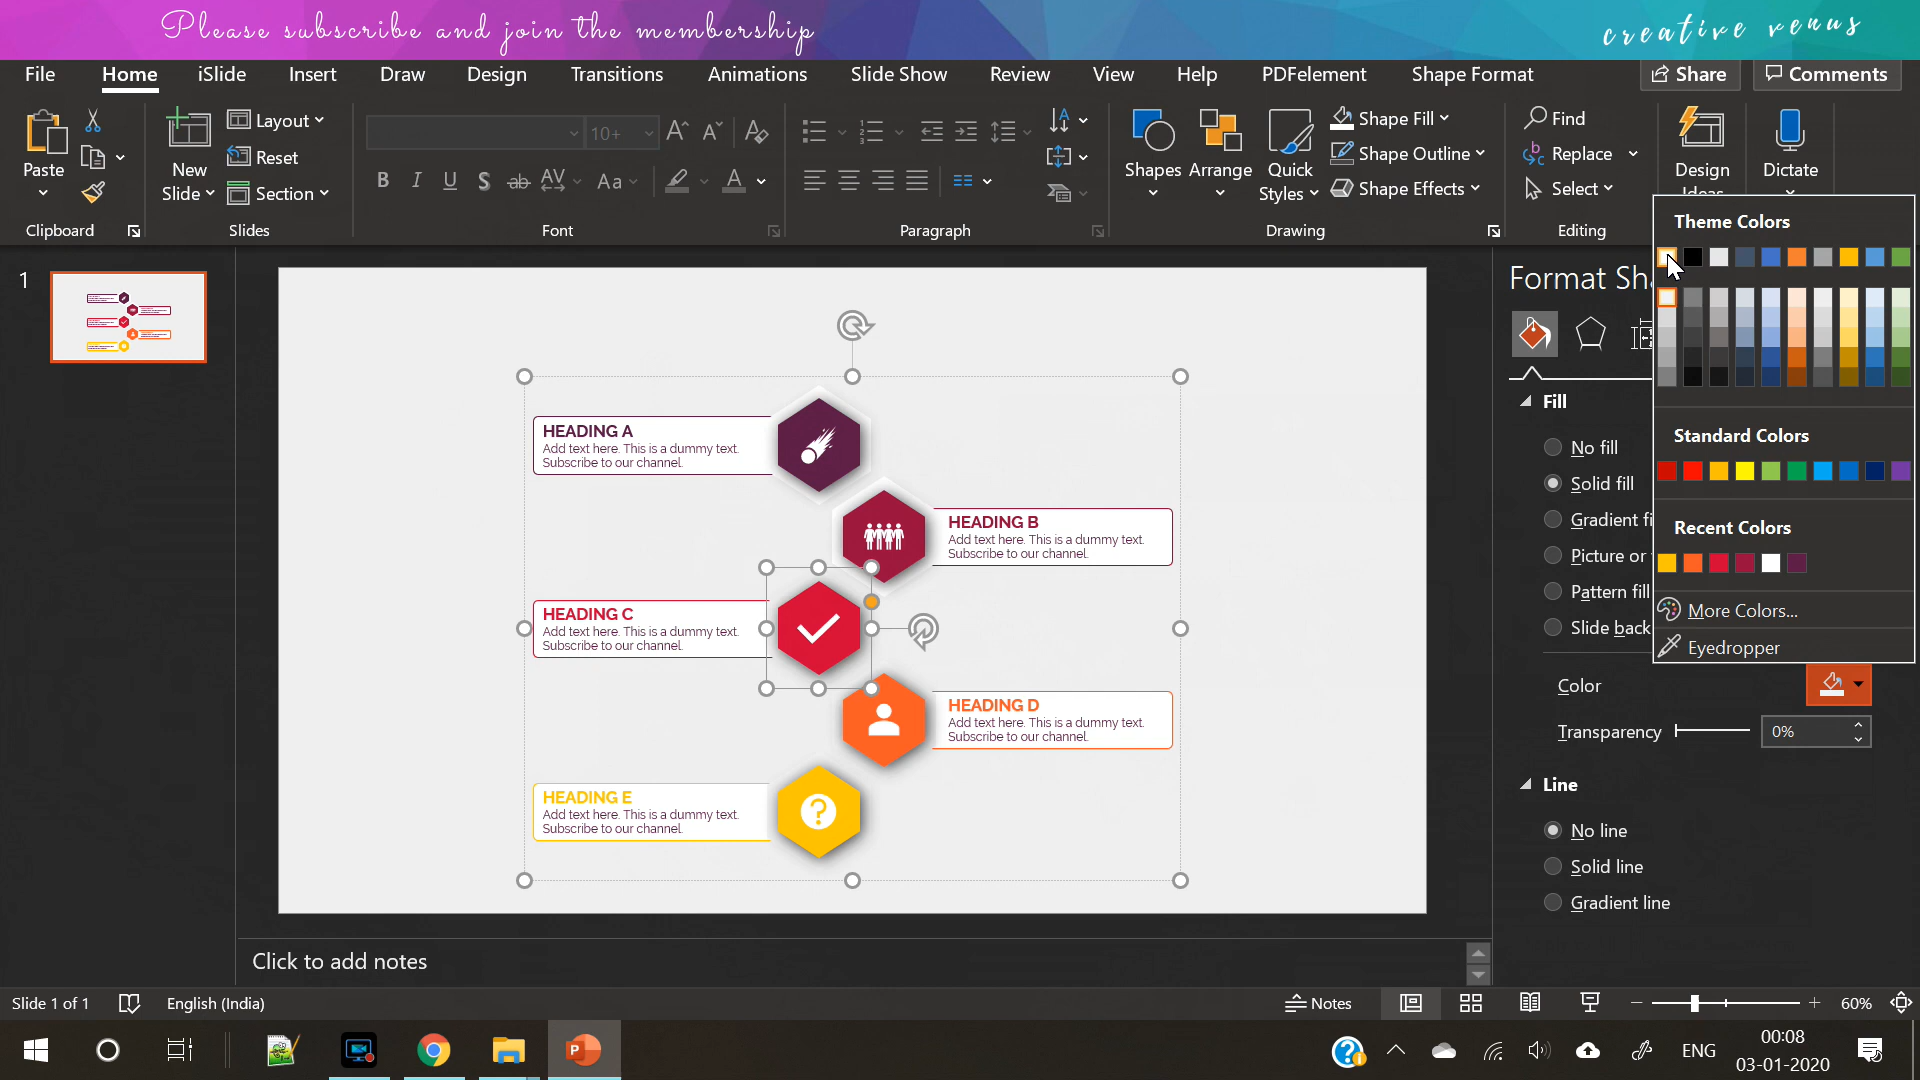 Please subscribe and join the membership
creative venus
File Home iSlide Insert Draw Design Transitions Animations Slide Show Review View Help PDFelement Shape Format Share Comments
Paste
Clipboard
New
Slide
Layout
Reset
Section
Slides
10+
B I U S ab AV Aa A
Font
Paragraph
Shapes
Arrange
Quick
Styles
Shape Fill
Shape Outline
Shape Effects
Drawing
Find
Replace
Select
Editing
Design
Ideas
Dictate
1
HEADING A
Add text here. This is a dummy text.
Subscribe to our channel.
HEADING B
Add text here. This is a dummy text.
Subscribe to our channel.
HEADING C
Add text here. This is a dummy text.
Subscribe to our channel.
HEADING D
Add text here. This is a dummy text.
Subscribe to our channel.
HEADING E
Add text here. This is a dummy text.
Subscribe to our channel.
Format Sha
Fill
No fill
Solid fill
Gradient fi
Picture or
Pattern fill
Slide back
Color
Transparency 0%
Line
No line
Solid line
Gradient line
Theme Colors
Standard Colors
Recent Colors
More Colors...
Eyedropper
Click to add notes
Slide 1 of 1 English (India) Notes 60%
ENG
00:08
03-01-2020